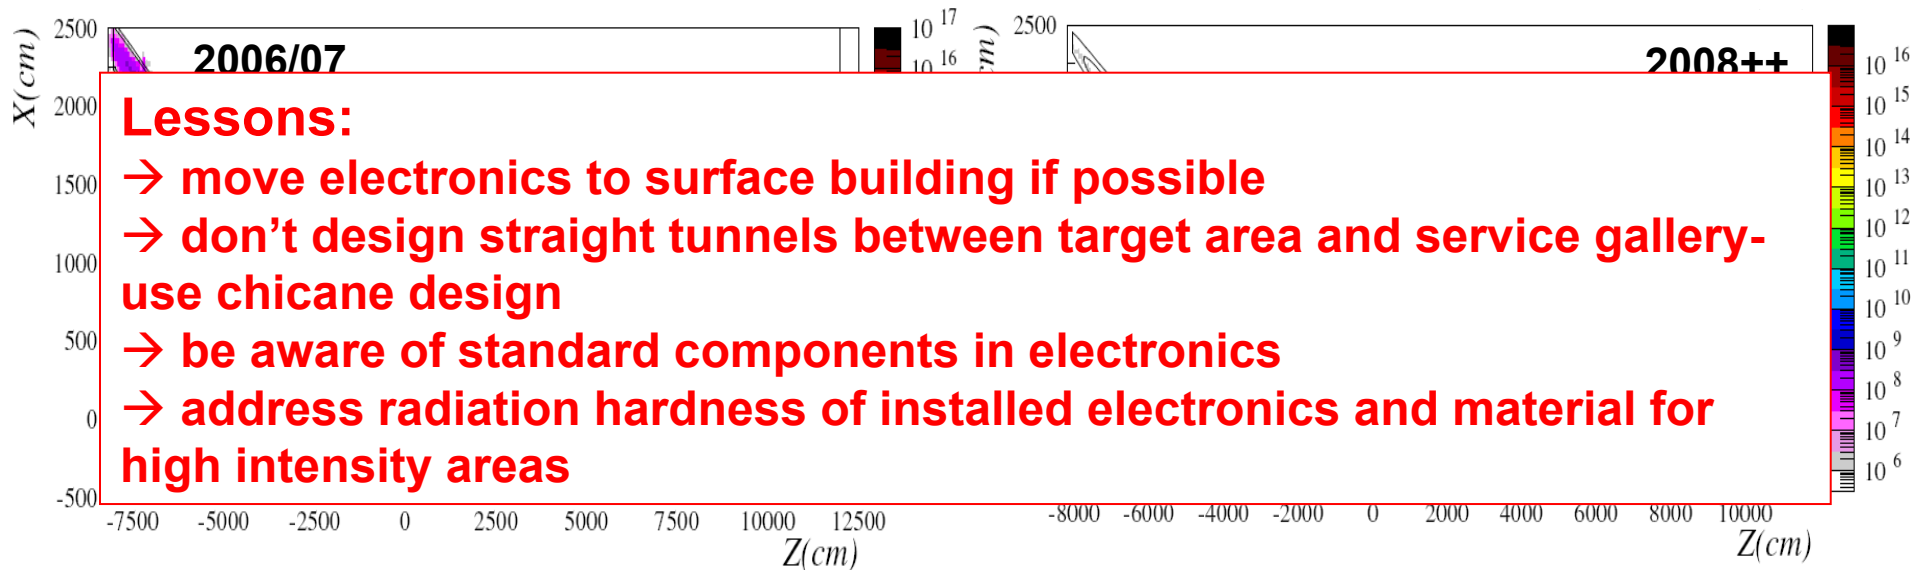 2500
2006/07
10 17
10 16
X(cm)
2000
1500
1000
500
0
-500
-7500 -5000 -2500 0 2500 5000 7500 10000 12500
Z(cm)
cm)
2500
2008++
Lessons:
→ move electronics to surface building if possible
→ don’t design straight tunnels between target area and service gallery-
use chicane design
→ be aware of standard components in electronics
→ address radiation hardness of installed electronics and material for
high intensity areas
10 16
10 15
10 14
10 13
10 12
10 11
10 10
10 9
10 8
10 7
10 6
-8000 -6000 -4000 -2000 0 2000 4000 6000 8000 10000
Z(cm)